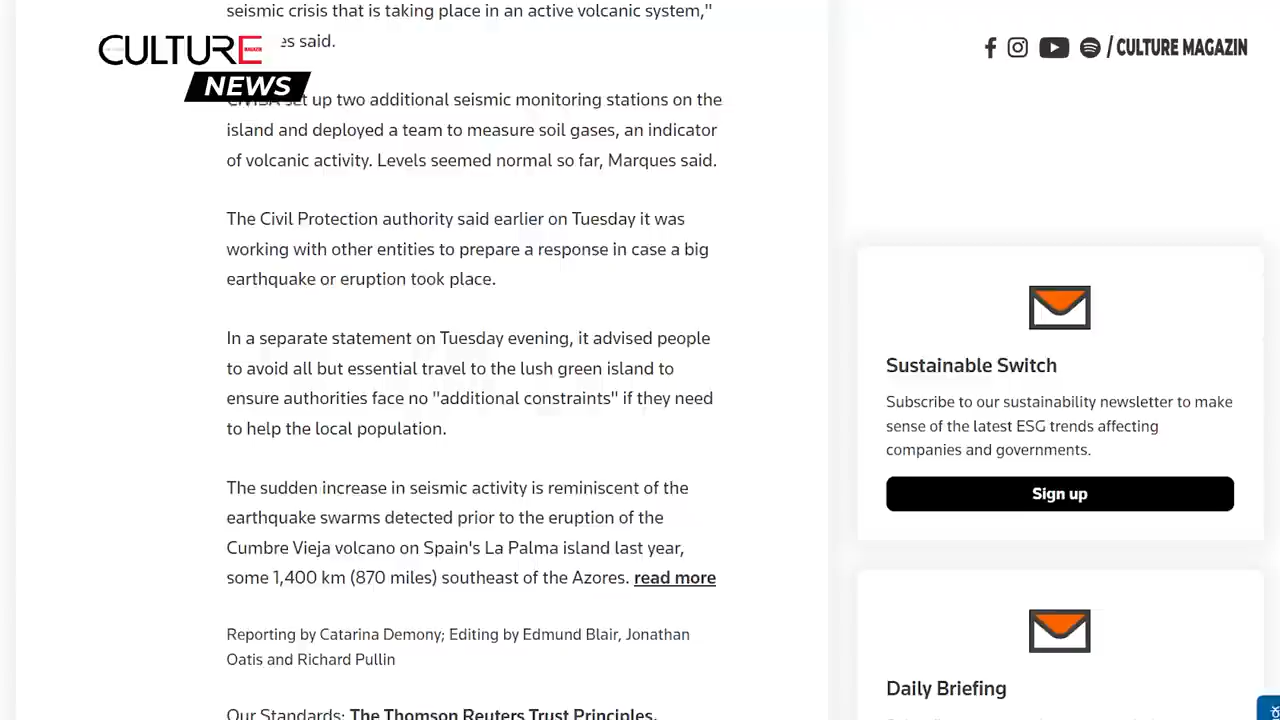 seismic crisis that is taking place in an active volcanic system,"
es said.
CULTURE
NEWS
/ CULTURE MAGAZIN
set up two additional seismic monitoring stations on the
island and deployed a team to measure soil gases, an indicator
of volcanic activity. Levels seemed normal so far, Marques said.
The Civil Protection authority said earlier on Tuesday it was
working with other entities to prepare a response in case a big
earthquake or eruption took place.
In a separate statement on Tuesday evening, it advised people
to avoid all but essential travel to the lush green island to
ensure authorities face no "additional constraints" if they need
to help the local population.
The sudden increase in seismic activity is reminiscent of the
earthquake swarms detected prior to the eruption of the
Cumbre Vieja volcano on Spain's La Palma island last year,
some 1,400 km (870 miles) southeast of the Azores. read more
Reporting by Catarina Demony; Editing by Edmund Blair, Jonathan
Oatis and Richard Pullin
Our Standards: The Thomson Reuters Trust Principles.
Sustainable Switch
Subscribe to our sustainability newsletter to make
sense of the latest ESG trends affecting
companies and governments.
Sign up
Daily Briefing